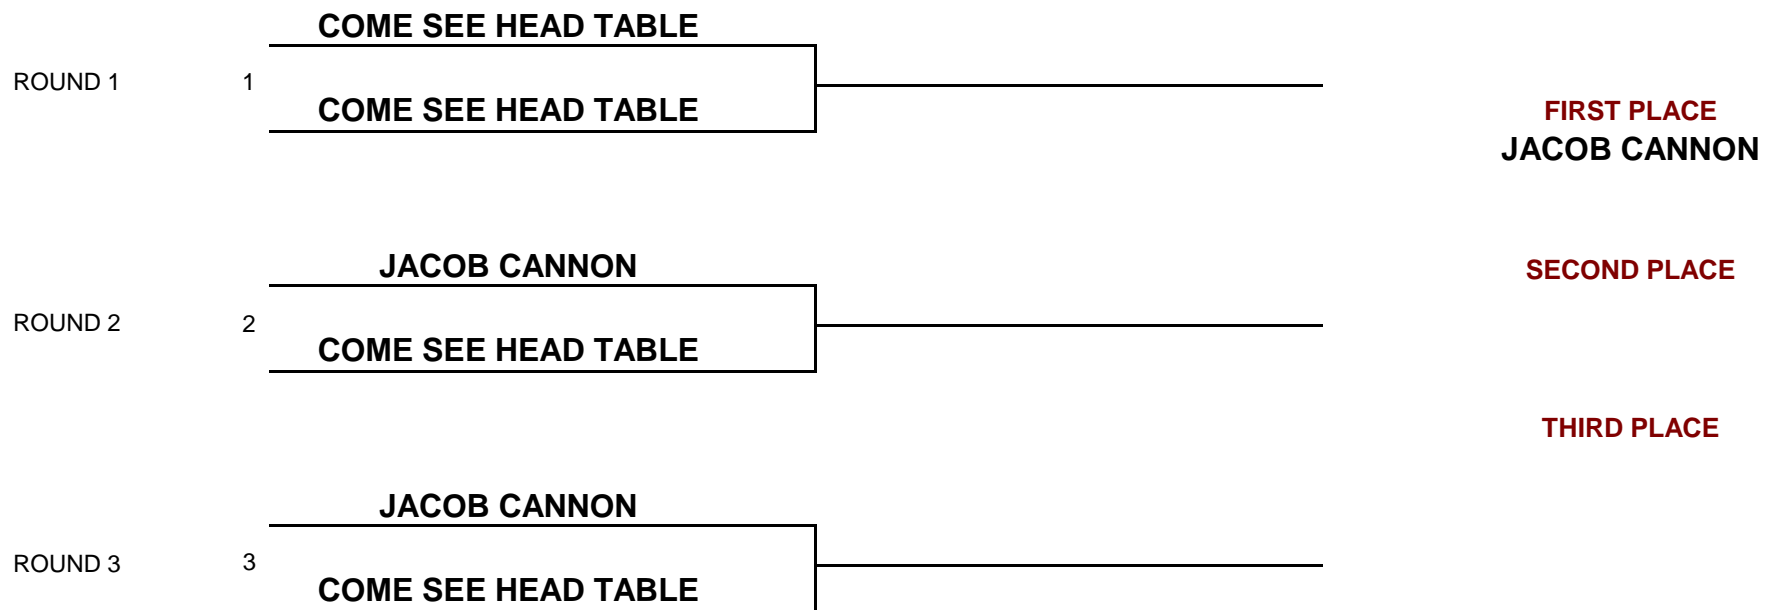 COME SEE HEAD TABLE
ROUND 1 1
COME SEE HEAD TABLE
FIRST PLACE
JACOB CANNON
JACOB CANNON
SECOND PLACE
ROUND 2 2
COME SEE HEAD TABLE
THIRD PLACE
JACOB CANNON
ROUND 3 3
COME SEE HEAD TABLE